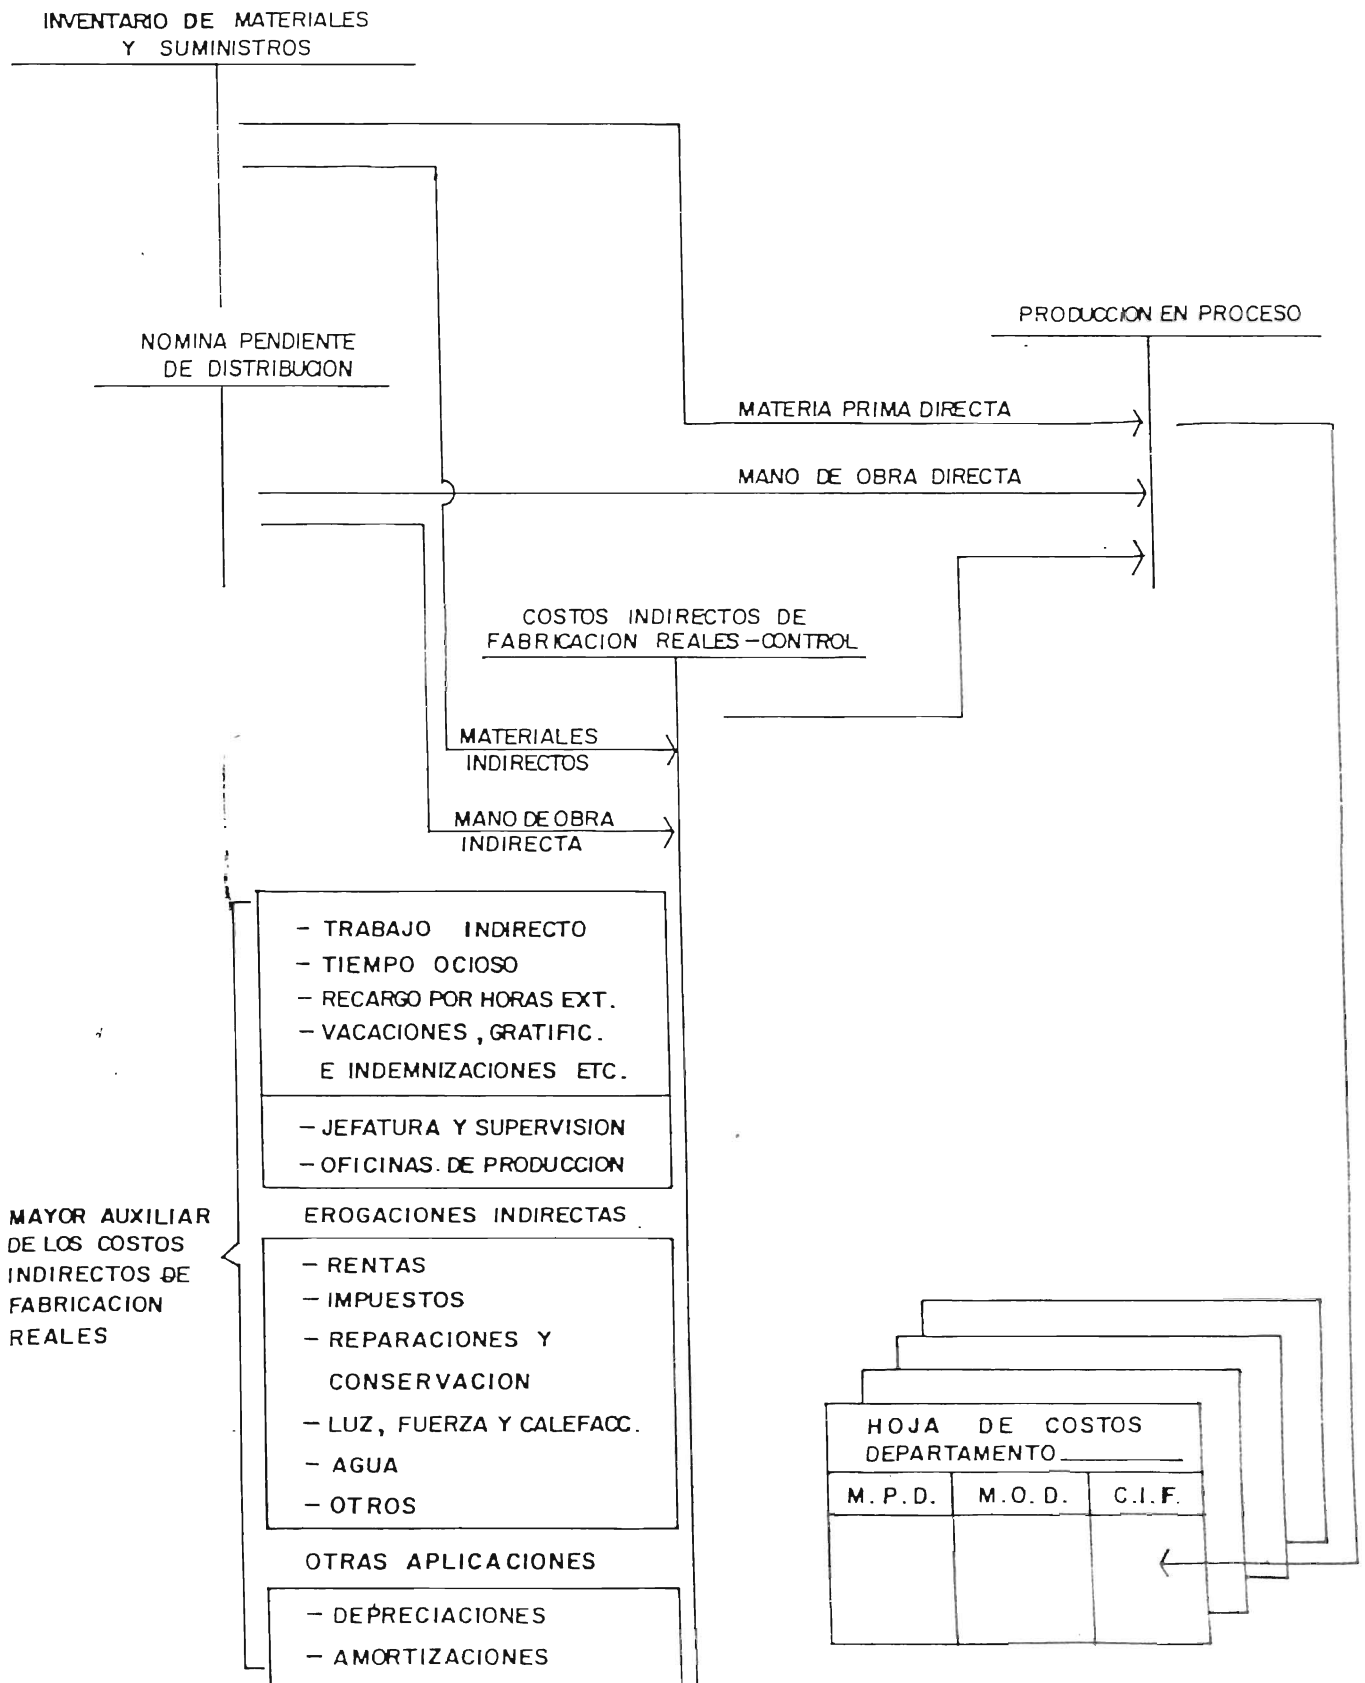 INVENTARIO DE MATERIALES
Y SUMINISTROS
NOMINA PENDIENTE
DE DISTRIBUCION
PRODUCCION EN PROCESO
MATERIA PRIMA DIRECTA
MANO DE OBRA DIRECTA
COSTOS INDIRECTOS DE
FABRICACION REALES-CONTROL
MATERIALES
INDIRECTOS
MANO DE OBRA
INDIRECTA
- TRABAJO INDIRECTO
- TIEMPO OCIOSO
- RECARGO POR HORAS EXT.
- VACACIONES, GRATIFIC.
E INDEMNIZACIONES ETC.
- JEFATURA Y SUPERVISION
- OFICINAS. DE PRODUCCION
MAYOR AUXILIAR
DE LOS COSTOS
INDIRECTOS DE
FABRICACION
REALES
EROGACIONES INDIRECTAS
- RENTAS
- IMPUESTOS
- REPARACIONES Y
CONSERVACION
- LUZ, FUERZA Y CALEFACC.
- AGUA
- OTROS
OTRAS APLICACIONES
- DEPRECIACIONES
- AMORTIZACIONES
HOJA DE COSTOS
DEPARTAMENTO
M. P. D. M. O. D. C. I. F.